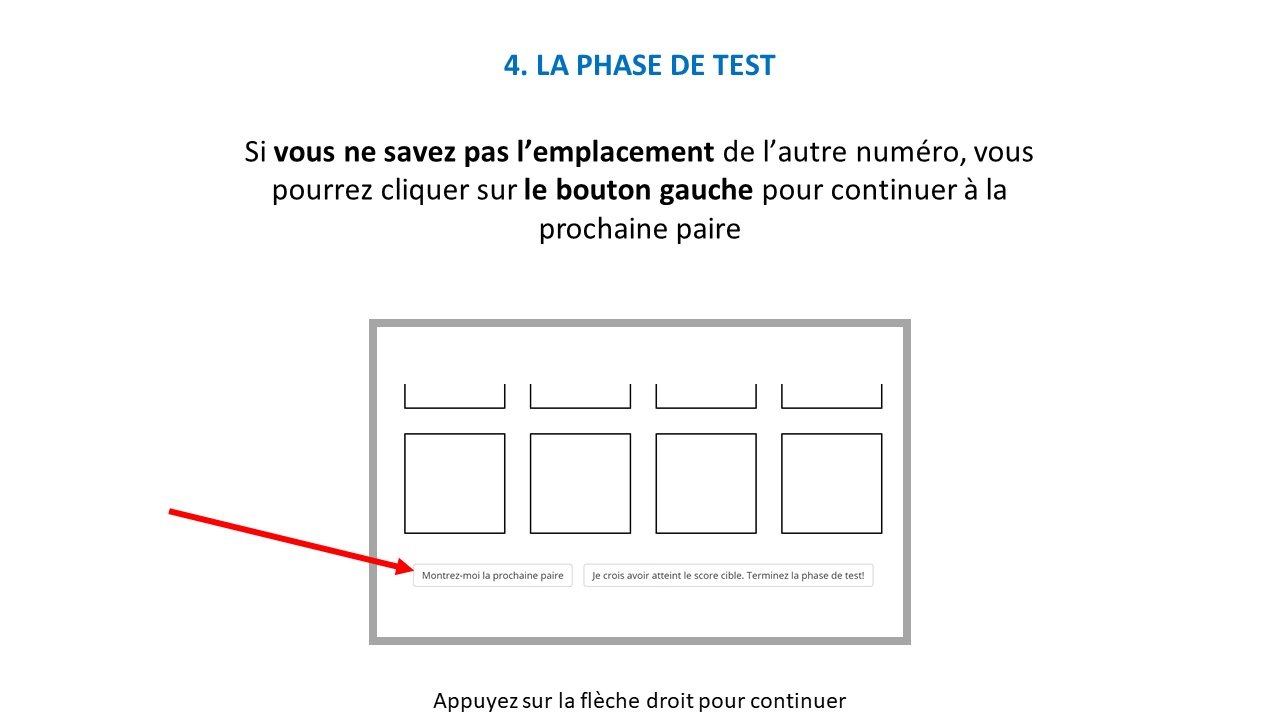 4. LA PHASE DE TEST
Si vous ne savez pas l’emplacement de l’autre numéro, vous
pourrez cliquer sur le bouton gauche pour continuer à la
prochaine paire
Montrez-moi la prochaine paire
Je crois avoir atteint le score cible. Terminez la phase de test!
Appuyez sur la flèche droit pour continuer